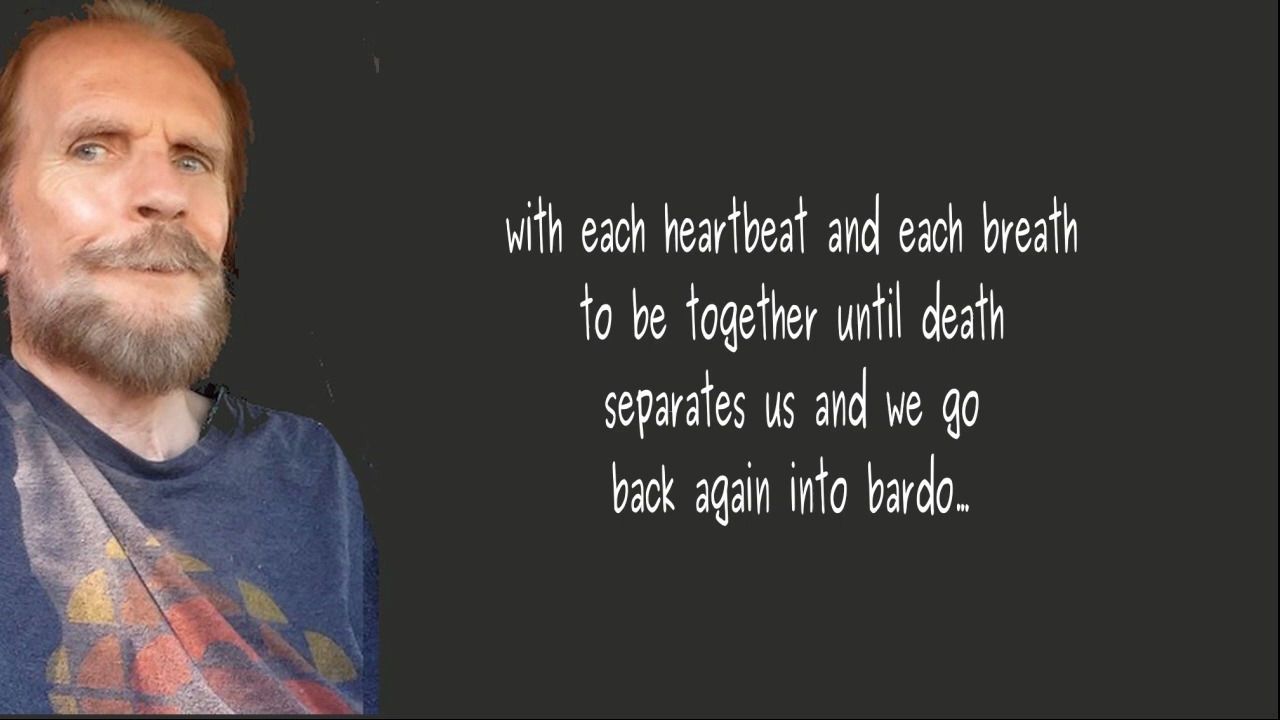 with each heartbeat and each breath
to be together until death
separates us and we go
back again into bardo...